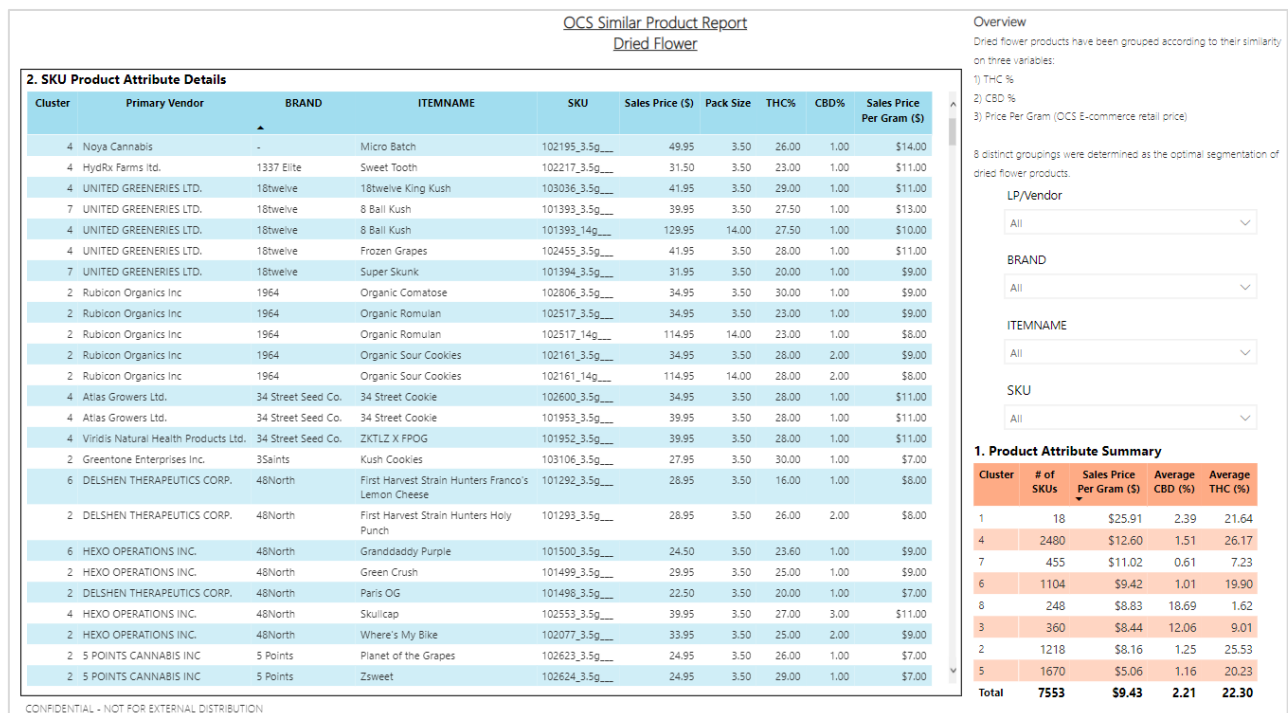 OCS Similar Product Report
Dried Flower
2. SKU Product Attribute Details
Cluster Primary Vendor BRAND ITEMNAME SKU Sales Price ($) Pack Size THC% CBD% Sales Price
Per Gram ($)
4 Noya Cannabis - Micro Batch 102195_3.5g___ 49.95 3.50 26.00 1.00 $14.00
4 HydRx Farms ltd. 1337 Elite Sweet Tooth 102217_3.5g___ 31.50 3.50 23.00 1.00 $11.00
4 UNITED GREENERIES LTD. 18twelve 18twelve King Kush 103036_3.5g___ 41.95 3.50 29.00 1.00 $11.00
7 UNITED GREENERIES LTD. 18twelve 8 Ball Kush 101393_3.5g___ 39.95 3.50 27.50 1.00 $13.00
4 UNITED GREENERIES LTD. 18twelve 8 Ball Kush 101393_14g___ 129.95 14.00 27.50 1.00 $10.00
4 UNITED GREENERIES LTD. 18twelve Frozen Grapes 102455_3.5g___ 41.95 3.50 28.00 1.00 $11.00
7 UNITED GREENERIES LTD. 18twelve Super Skunk 101394_3.5g___ 31.95 3.50 20.00 1.00 $9.00
2 Rubicon Organics Inc 1964 Organic Comatose 102806_3.5g___ 34.95 3.50 30.00 1.00 $9.00
2 Rubicon Organics Inc 1964 Organic Romulan 102517_3.5g___ 34.95 3.50 23.00 1.00 $9.00
2 Rubicon Organics Inc 1964 Organic Romulan 102517_14g___ 114.95 14.00 23.00 1.00 $8.00
2 Rubicon Organics Inc 1964 Organic Sour Cookies 102161_3.5g___ 34.95 3.50 28.00 2.00 $9.00
2 Rubicon Organics Inc 1964 Organic Sour Cookies 102161_14g___ 114.95 14.00 28.00 2.00 $8.00
4 Atlas Growers Ltd. 34 Street Seed Co. 34 Street Cookie 102600_3.5g___ 34.95 3.50 28.00 1.00 $11.00
4 Atlas Growers Ltd. 34 Street Seed Co. 34 Street Cookie 101953_3.5g___ 39.95 3.50 28.00 1.00 $11.00
4 Viridis Natural Health Products Ltd. 34 Street Seed Co. ZKTLZ X FPOG 101952_3.5g___ 39.95 3.50 28.00 1.00 $11.00
2 Greentone Enterprises Inc. 3Saints Kush Cookies 103106_3.5g___ 27.95 3.50 30.00 1.00 $7.00
6 DELSHEN THERAPEUTICS CORP. 48North First Harvest Strain Hunters Franco's 101292_3.5g___ 28.95 3.50 16.00 1.00 $8.00
Lemon Cheese
2 DELSHEN THERAPEUTICS CORP. 48North First Harvest Strain Hunters Holy 101293_3.5g___ 28.95 3.50 26.00 2.00 $8.00
Punch
6 HEXO OPERATIONS INC. 48North Granddaddy Purple 101500_3.5g___ 24.50 3.50 23.60 1.00 $9.00
2 HEXO OPERATIONS INC. 48North Green Crush 101499_3.5g___ 29.95 3.50 25.00 1.00 $9.00
2 DELSHEN THERAPEUTICS CORP. 48North Paris OG 101498_3.5g___ 22.50 3.50 20.00 1.00 $7.00
4 HEXO OPERATIONS INC. 48North Skullcap 102553_3.5g___ 39.95 3.50 27.00 3.00 $11.00
2 HEXO OPERATIONS INC. 48North Where's My Bike 102077_3.5g___ 33.95 3.50 25.00 2.00 $9.00
2 5 POINTS CANNABIS INC 5 Points Planet of the Grapes 102623_3.5g___ 24.95 3.50 26.00 1.00 $7.00
2 5 POINTS CANNABIS INC 5 Points Zsweet 102624_3.5g___ 24.95 3.50 29.00 1.00 $7.00
CONFIDENTIAL - NOT FOR EXTERNAL DISTRIBUTION
Overview
Dried flower products have been grouped according to their similarity
on three variables:
1) THC %
2) CBD %
3) Price Per Gram (OCS E-commerce retail price)
8 distinct groupings were determined as the optimal segmentation of
dried flower products.
LP/Vendor
All
BRAND
All
ITEMNAME
All
SKU
All
1. Product Attribute Summary
Cluster # of Sales Price Average Average
SKUs Per Gram ($) CBD (%) THC (%)
1 18 $25.91 2.39 21.64
4 2480 $12.60 1.51 26.17
7 455 $11.02 0.61 7.23
6 1104 $9.42 1.01 19.90
8 248 $8.83 18.69 1.62
3 360 $8.44 12.06 9.01
2 1218 $8.16 1.25 25.53
5 1670 $5.06 1.16 20.23
Total 7553 $9.43 2.21 22.30